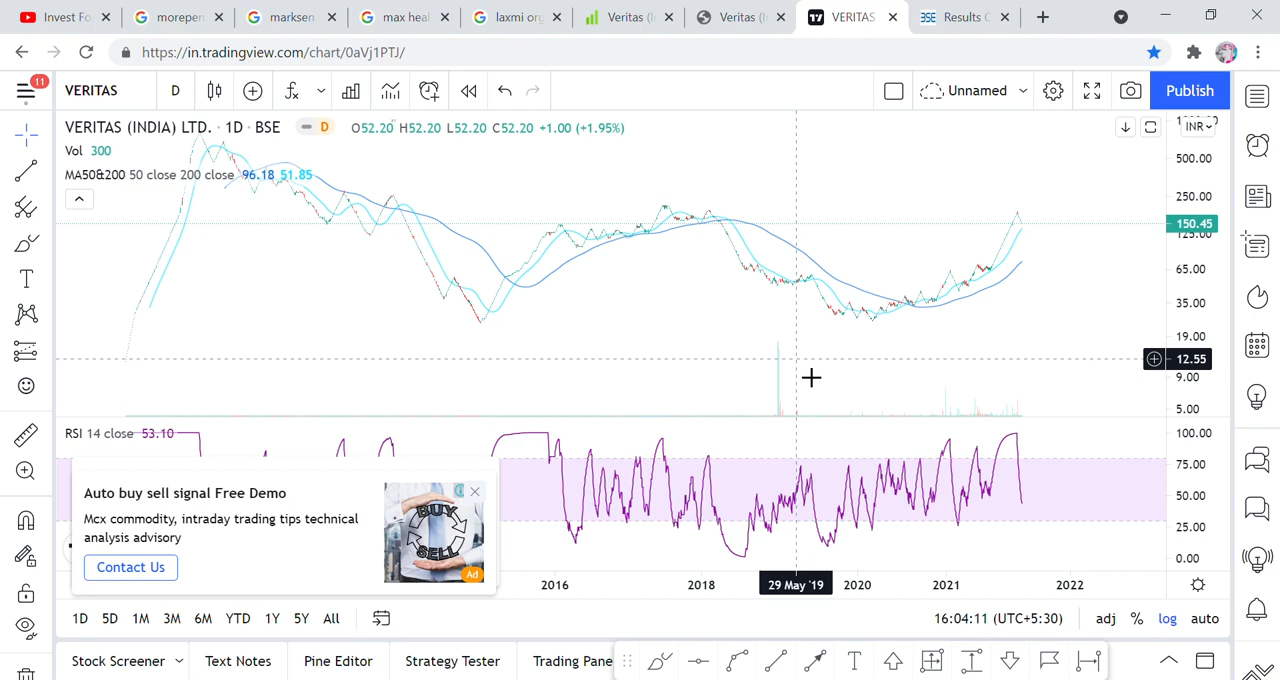 Invest Fo
morepen
marksen
max heal
laxmi org
Veritas (I
Veritas (I
VERITAS
Results C
https://in.tradingview.com/chart/0aVj1PTJ/
11
VERITAS
D
Unnamed
Publish
VERITAS (INDIA) LTD. · 1D · BSE
D
O52.20 H52.20 L52.20 C52.20 +1.00 (+1.95%)
INR
Vol 300
MA50&200 50 close 200 close 96.18 51.85
500.00
250.00
150.45
125.00
65.00
35.00
19.00
12.55
9.00
5.00
RSI 14 close 53.10
100.00
75.00
50.00
25.00
0.00
Auto buy sell signal Free Demo
Mcx commodity, intraday trading tips technical
analysis advisory
Contact Us
BUY
SELL
Ad
2016
2018
29 May '19
2020
2021
2022
1D 5D 1M 3M 6M YTD 1Y 5Y All
16:04:11 (UTC+5:30)
adj % log auto
Stock Screener
Text Notes
Pine Editor
Strategy Tester
Trading Pane